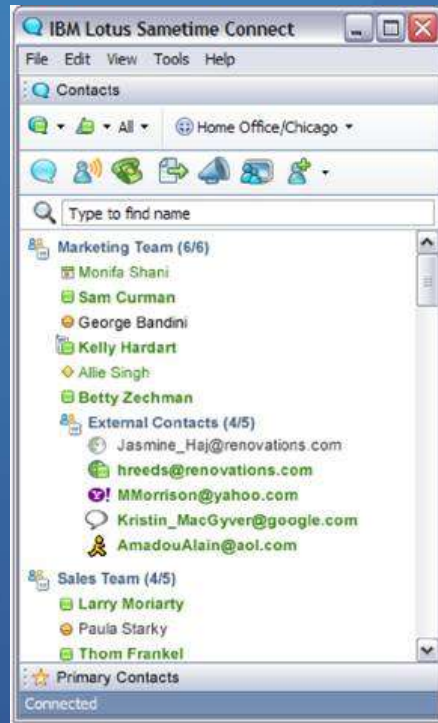 IBM Lotus Sametime Connect
File Edit View Tools Help
Contacts
All Home Office/Chicago
Type to find name
Marketing Team (6/6)
Monifa Shani
Sam Curman
George Bandini
Kelly Hardart
Allie Singh
Betty Zechman
External Contacts (4/5)
Jasmine_Haj@renovations.com
hreeds@renovations.com
Y! MMorrison@yahoo.com
Kristin_MacGyver@google.com
AmadouAlain@aol.com
Sales Team (4/5)
Larry Moriarty
Paula Starky
Thom Frankel
Primary Contacts
Connected